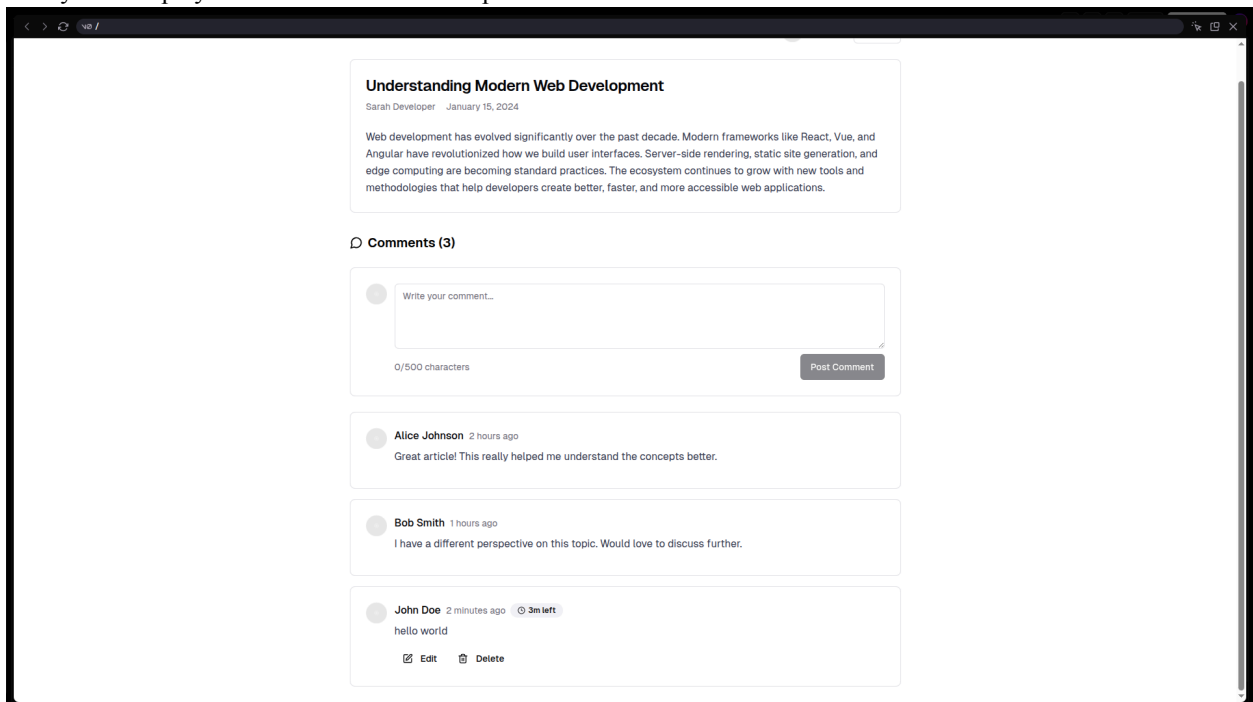 v0 /
Understanding Modern Web Development
Sarah Developer January 15, 2024
Web development has evolved significantly over the past decade. Modern frameworks like React, Vue, and
Angular have revolutionized how we build user interfaces. Server-side rendering, static site generation, and
edge computing are becoming standard practices. The ecosystem continues to grow with new tools and
methodologies that help developers create better, faster, and more accessible web applications.
Comments (3)
Write your comment...
0/500 characters
Post Comment
Alice Johnson 2 hours ago
Great article! This really helped me understand the concepts better.
Bob Smith 1 hours ago
I have a different perspective on this topic. Would love to discuss further.
John Doe 2 minutes ago 3m left
hello world
Edit Delete